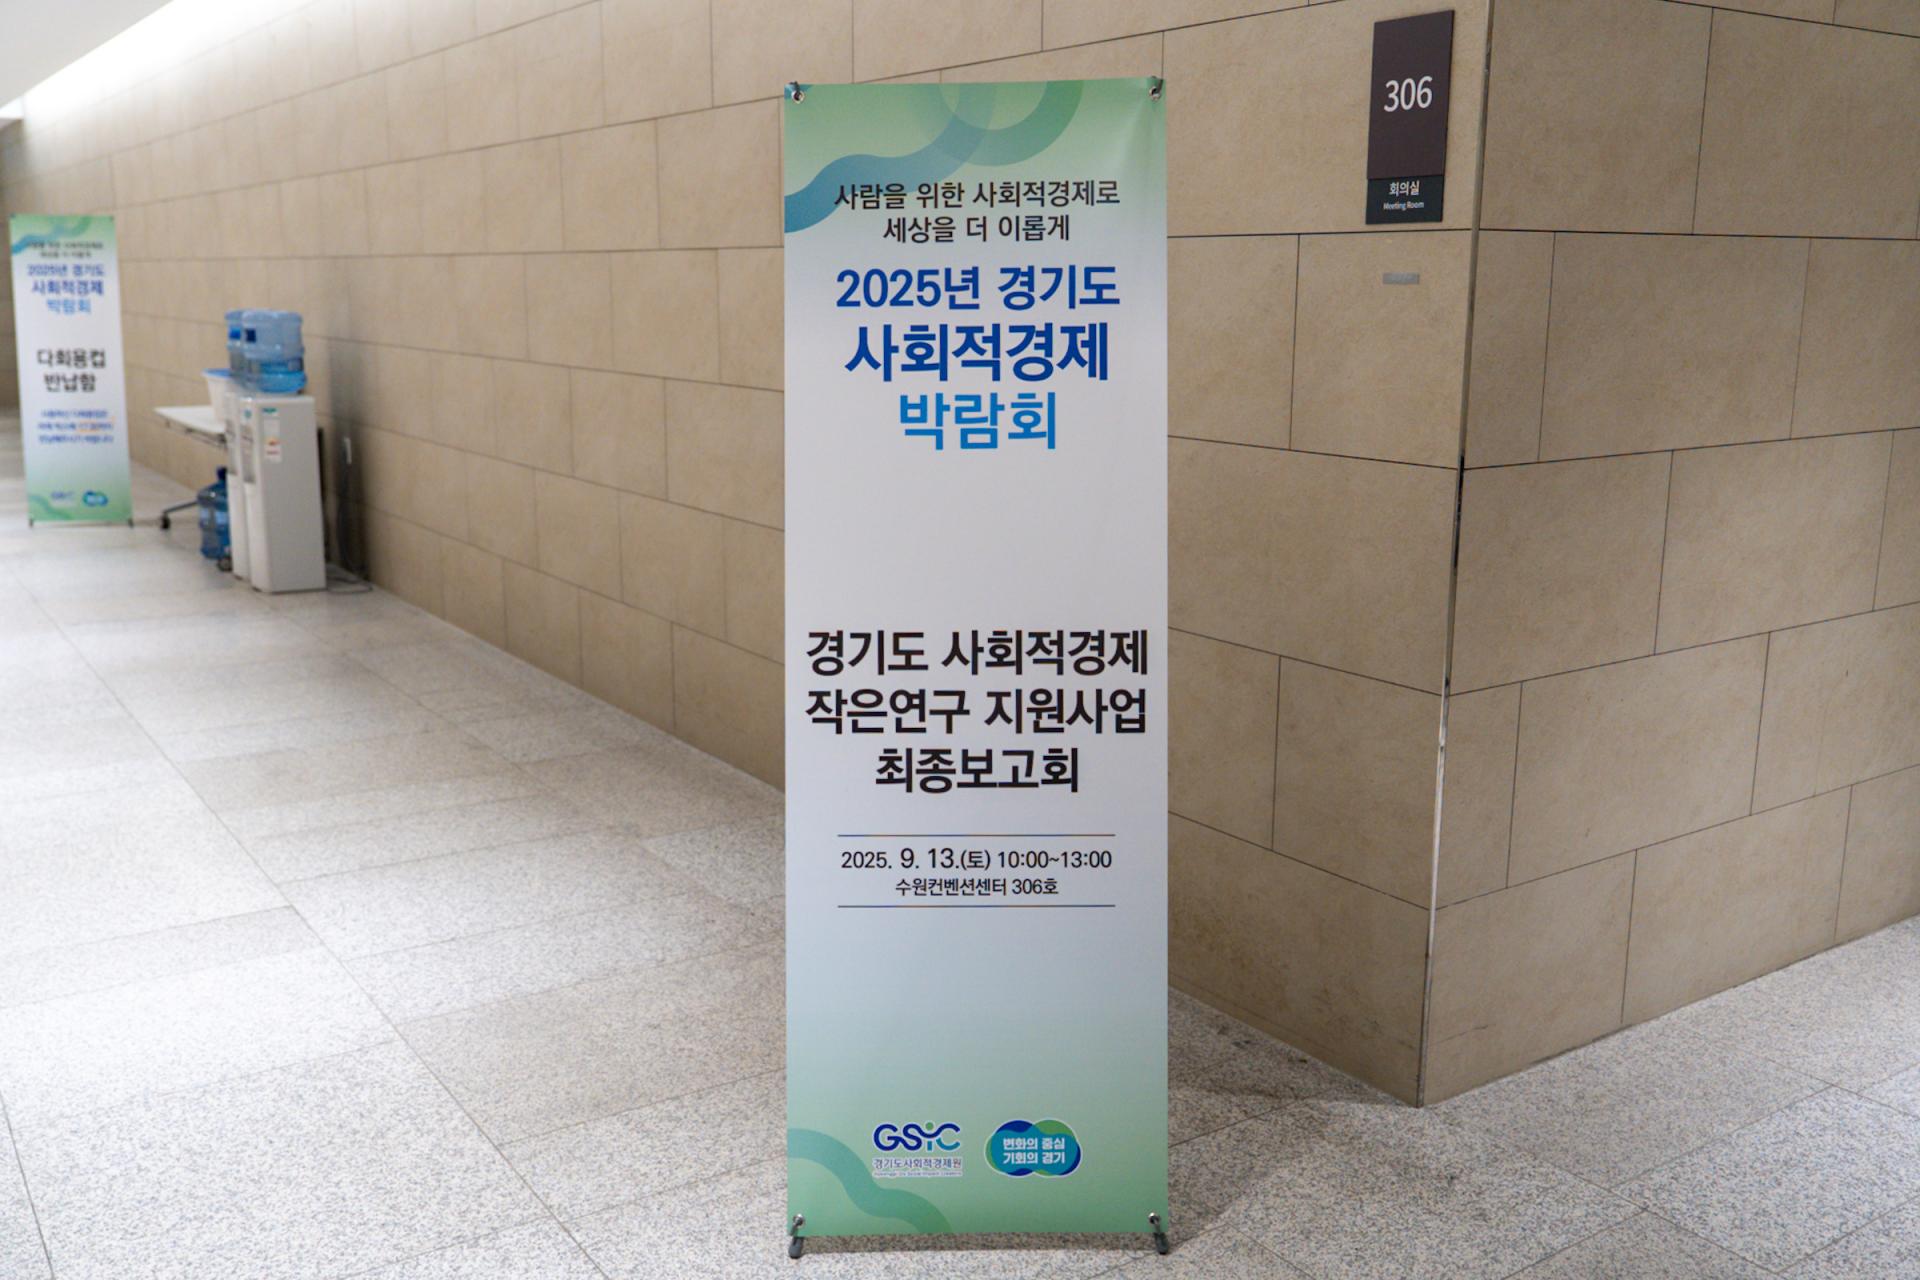 사람을 위한 사회적경제로
세상을 더 이롭게
2025년 경기도
사회적경제
박람회
경기도 사회적경제
작은연구 지원사업
최종보고회
2025. 9. 13.(토) 10:00~13:00
수원컨벤션센터 306호
GSIC
경기도사회적경제원
변화의 중심
기회의 경기
306
회의실
Meeting Room
2025년 경기도
사회적경제
박람회
다회용컵
반납함